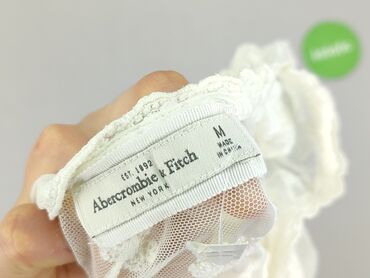 EST. 1892
Abercrombie & Fitch
NEW YORK
M
MADE
IN CHINA